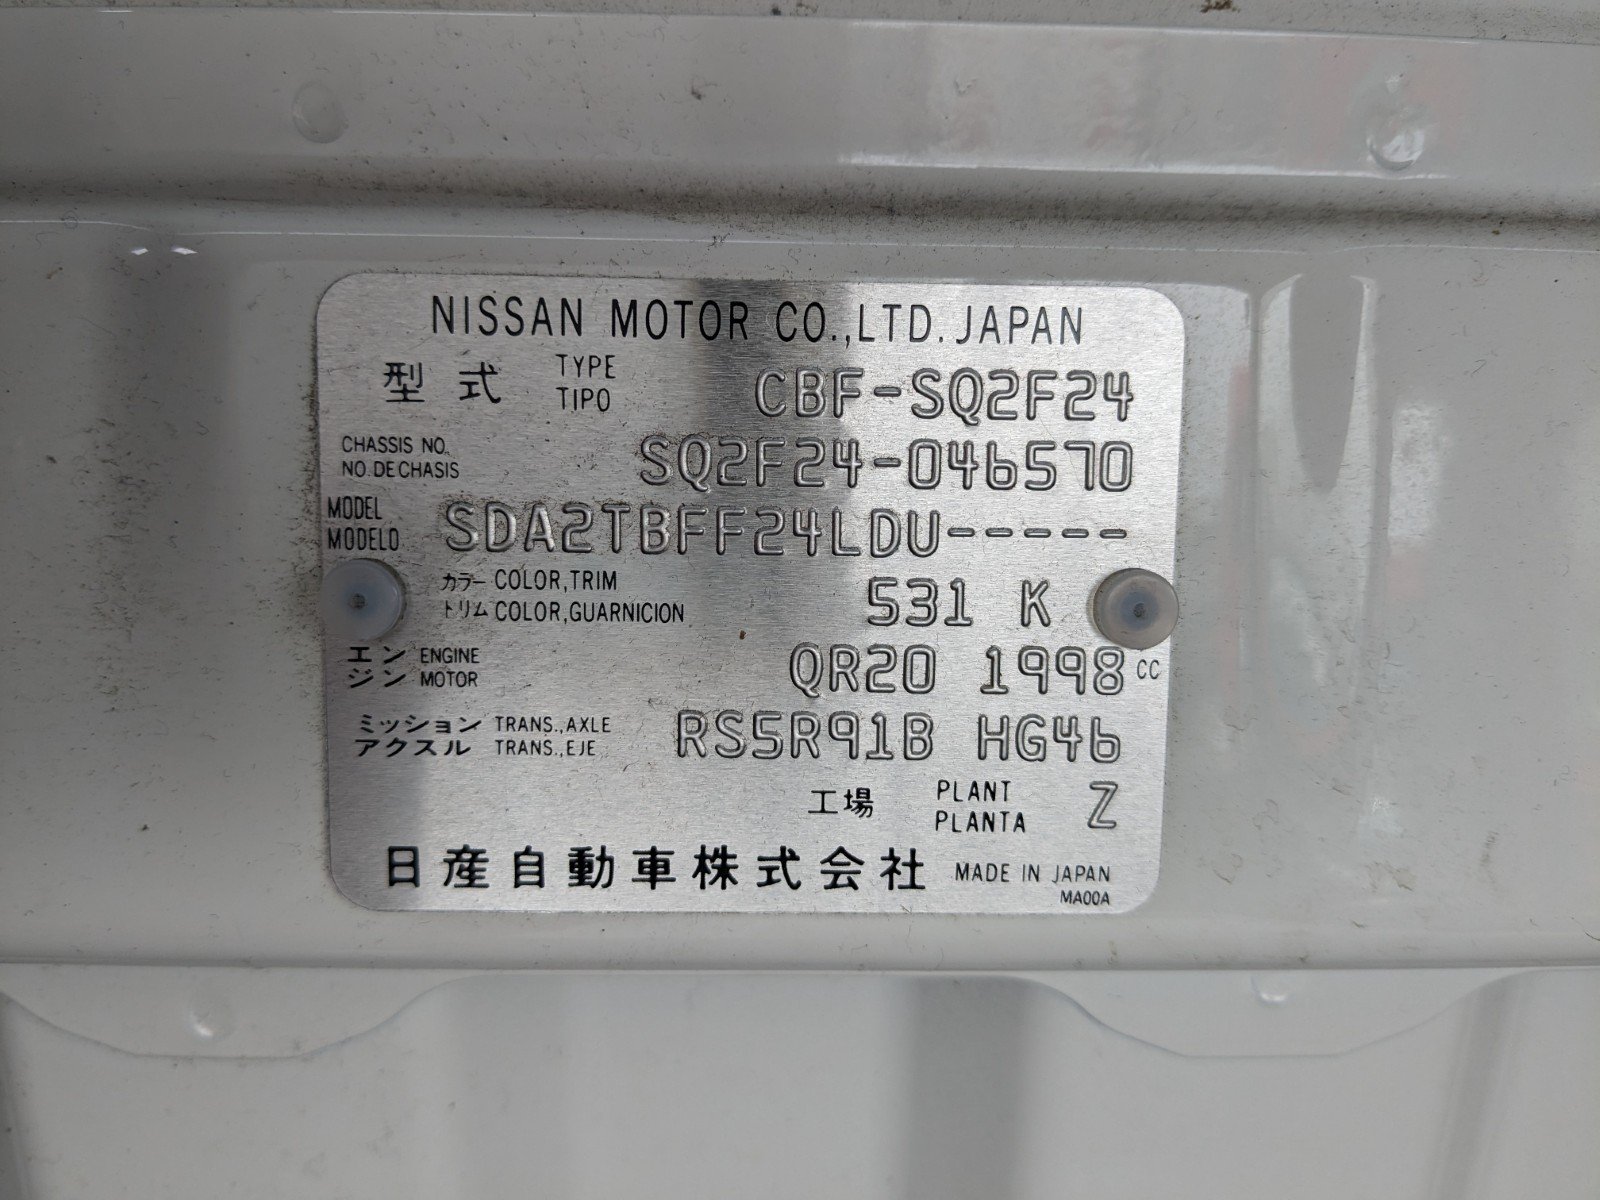 NISSAN MOTOR CO.,LTD. JAPAN
型式 TYPE CBF-SQ2F24
TIPO
CHASSIS NO. SQ2F24-046570
NO. DE CHASIS
MODEL SDA2TBFF24LDU-----
MODELO
カラー COLOR,TRIM 531 K
トリム COLOR,GUARNICION
エン ENGINE QR20 1998 CC
ジン MOTOR
ミッション TRANS.,AXLE RS5R91B HG46
アクスル TRANS.,EJE
工場 PLANT Z
PLANTA
日産自動車株式会社 MADE IN JAPAN
MA00A